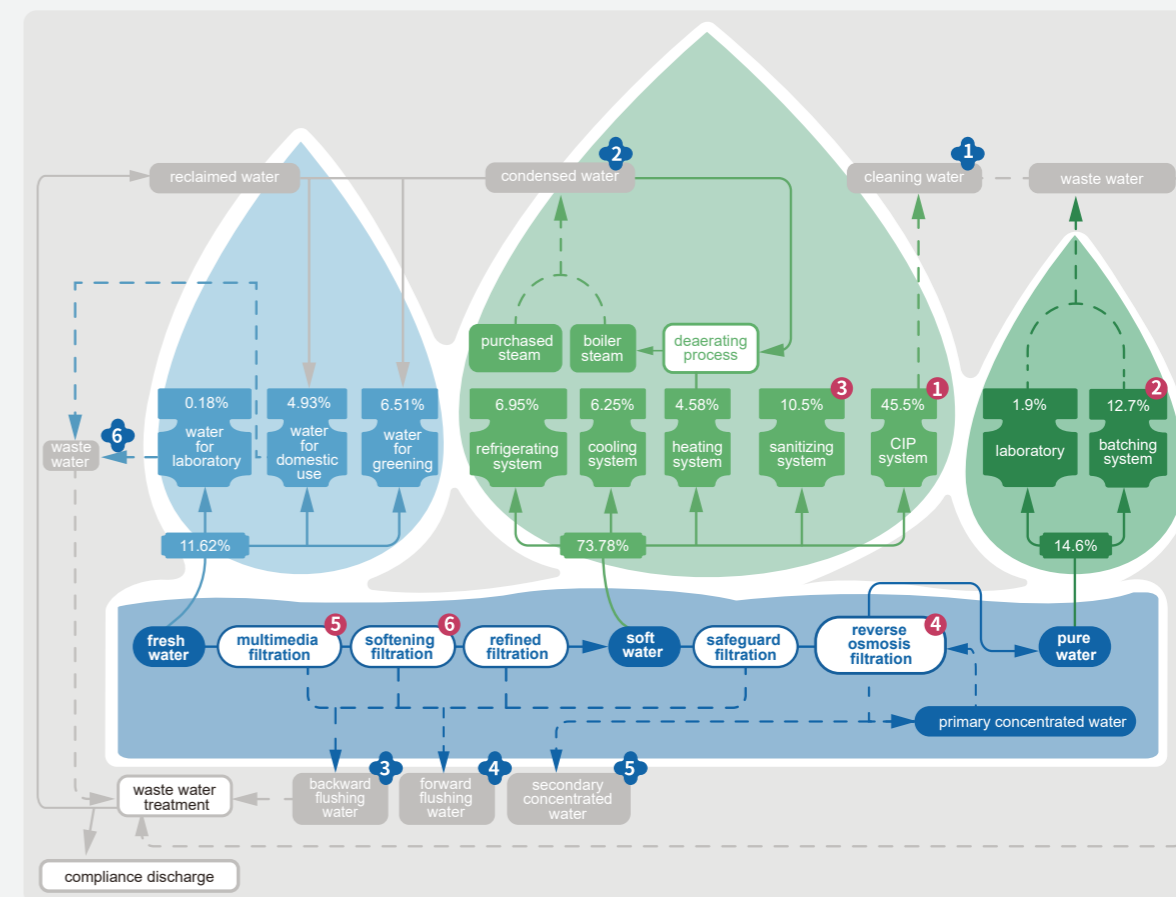 2
1
reclaimed water
condensed water
cleaning water
waste water
purchased
steam
boiler
steam
deaerating
process
3
1
2
0.18%
4.93%
6.51%
6.95%
6.25%
4.58%
10.5%
45.5%
1.9%
12.7%
6
waste
water
water
for
laboratory
water
for
domestic
use
water
for
greening
refrigerating
system
cooling
system
heating
system
sanitizing
system
CIP
system
laboratory
batching
system
11.62%
73.78%
14.6%
5
6
4
fresh
water
multimedia
filtration
softening
filtration
refined
filtration
soft
water
safeguard
filtration
reverse
osmosis
filtration
pure
water
primary concentrated water
3
4
5
waste water
treatment
backward
flushing
water
forward
flushing
water
secondary
concentrated
water
compliance discharge